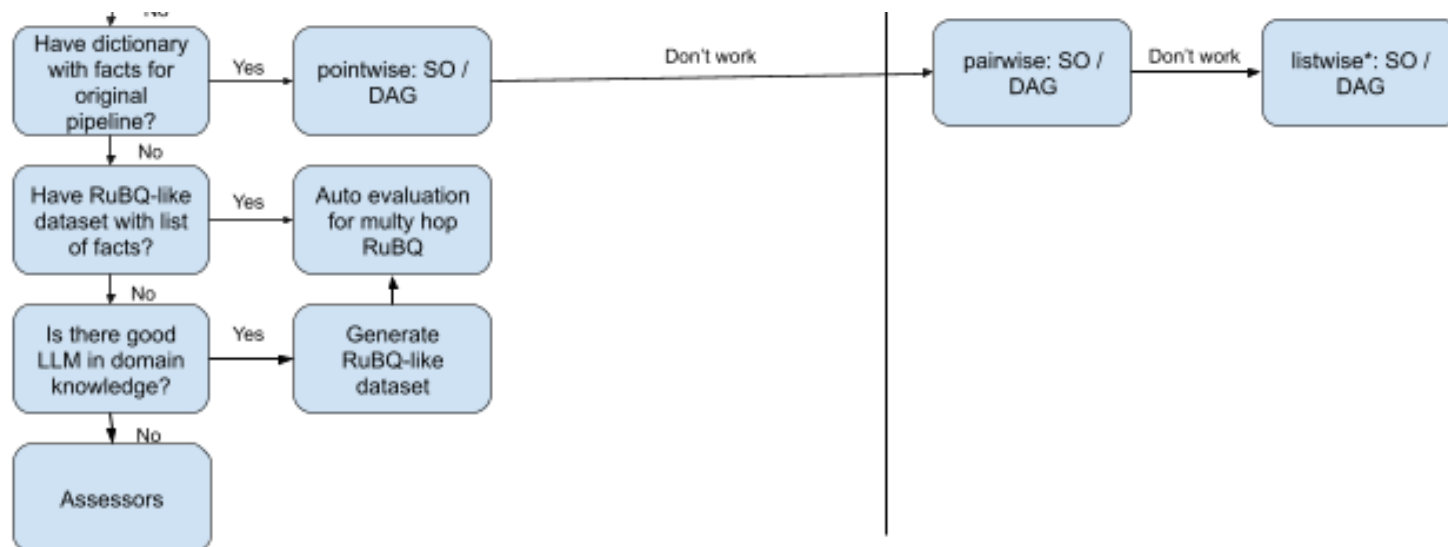 No
Have dictionary
with facts for
original
pipeline?
Yes
pointwise: SO /
DAG
Don't work
pairwise: SO /
DAG
Don't work
listwise*: SO /
DAG
No
Have RuBQ-like
dataset with list
of facts?
Yes
Auto evaluation
for multy hop
RuBQ
No
Is there good
LLM in domain
knowledge?
Yes
Generate
RuBQ-like
dataset
No
Assessors